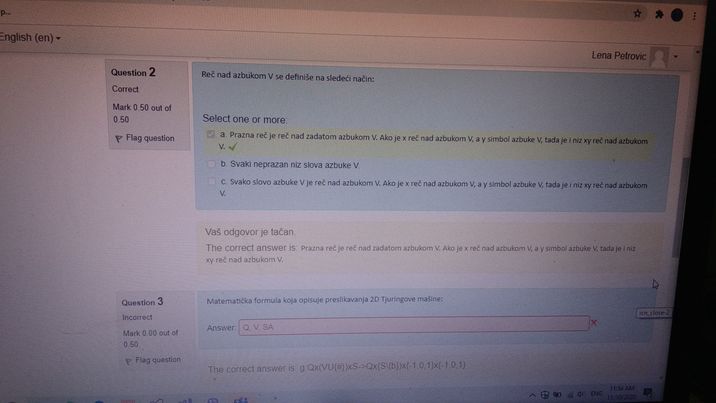 English (en)
Lena Petrovic
Question 2
Correct
Mark 0.50 out of
0.50
Flag question
Reč nad azbukom V se definiše na sledeći način:
Select one or more:
a. Prazna reč je reč nad zadatom azbukom V. Ako je x reč nad azbukom V, a y simbol azbuke V, tada je i niz xy reč nad azbukom
V.
b. Svaki neprazan niz slova azbuke V.
c. Svako slovo azbuke V je reč nad azbukom V. Ako je x reč nad azbukom V, a y simbol azbuke V, tada je i niz xy reč nad azbukom
V.
Vaš odgovor je tačan.
The correct answer is: Prazna reč je reč nad zadatom azbukom V. Ako je x reč nad azbukom V, a y simbol azbuke V, tada je i niz
xy reč nad azbukom V.
Question 3
Incorrect
Mark 0.00 out of
0.50
Flag question
Matematička formula koja opisuje preslikavanja 2D Tjuringove mašine:
Answer: Q, V, SA
The correct answer is: g:Qx(VU{#})xS->Qx(S\{b})x{-1,0,1}x{-1,0,1}
ENG
11:34 AM